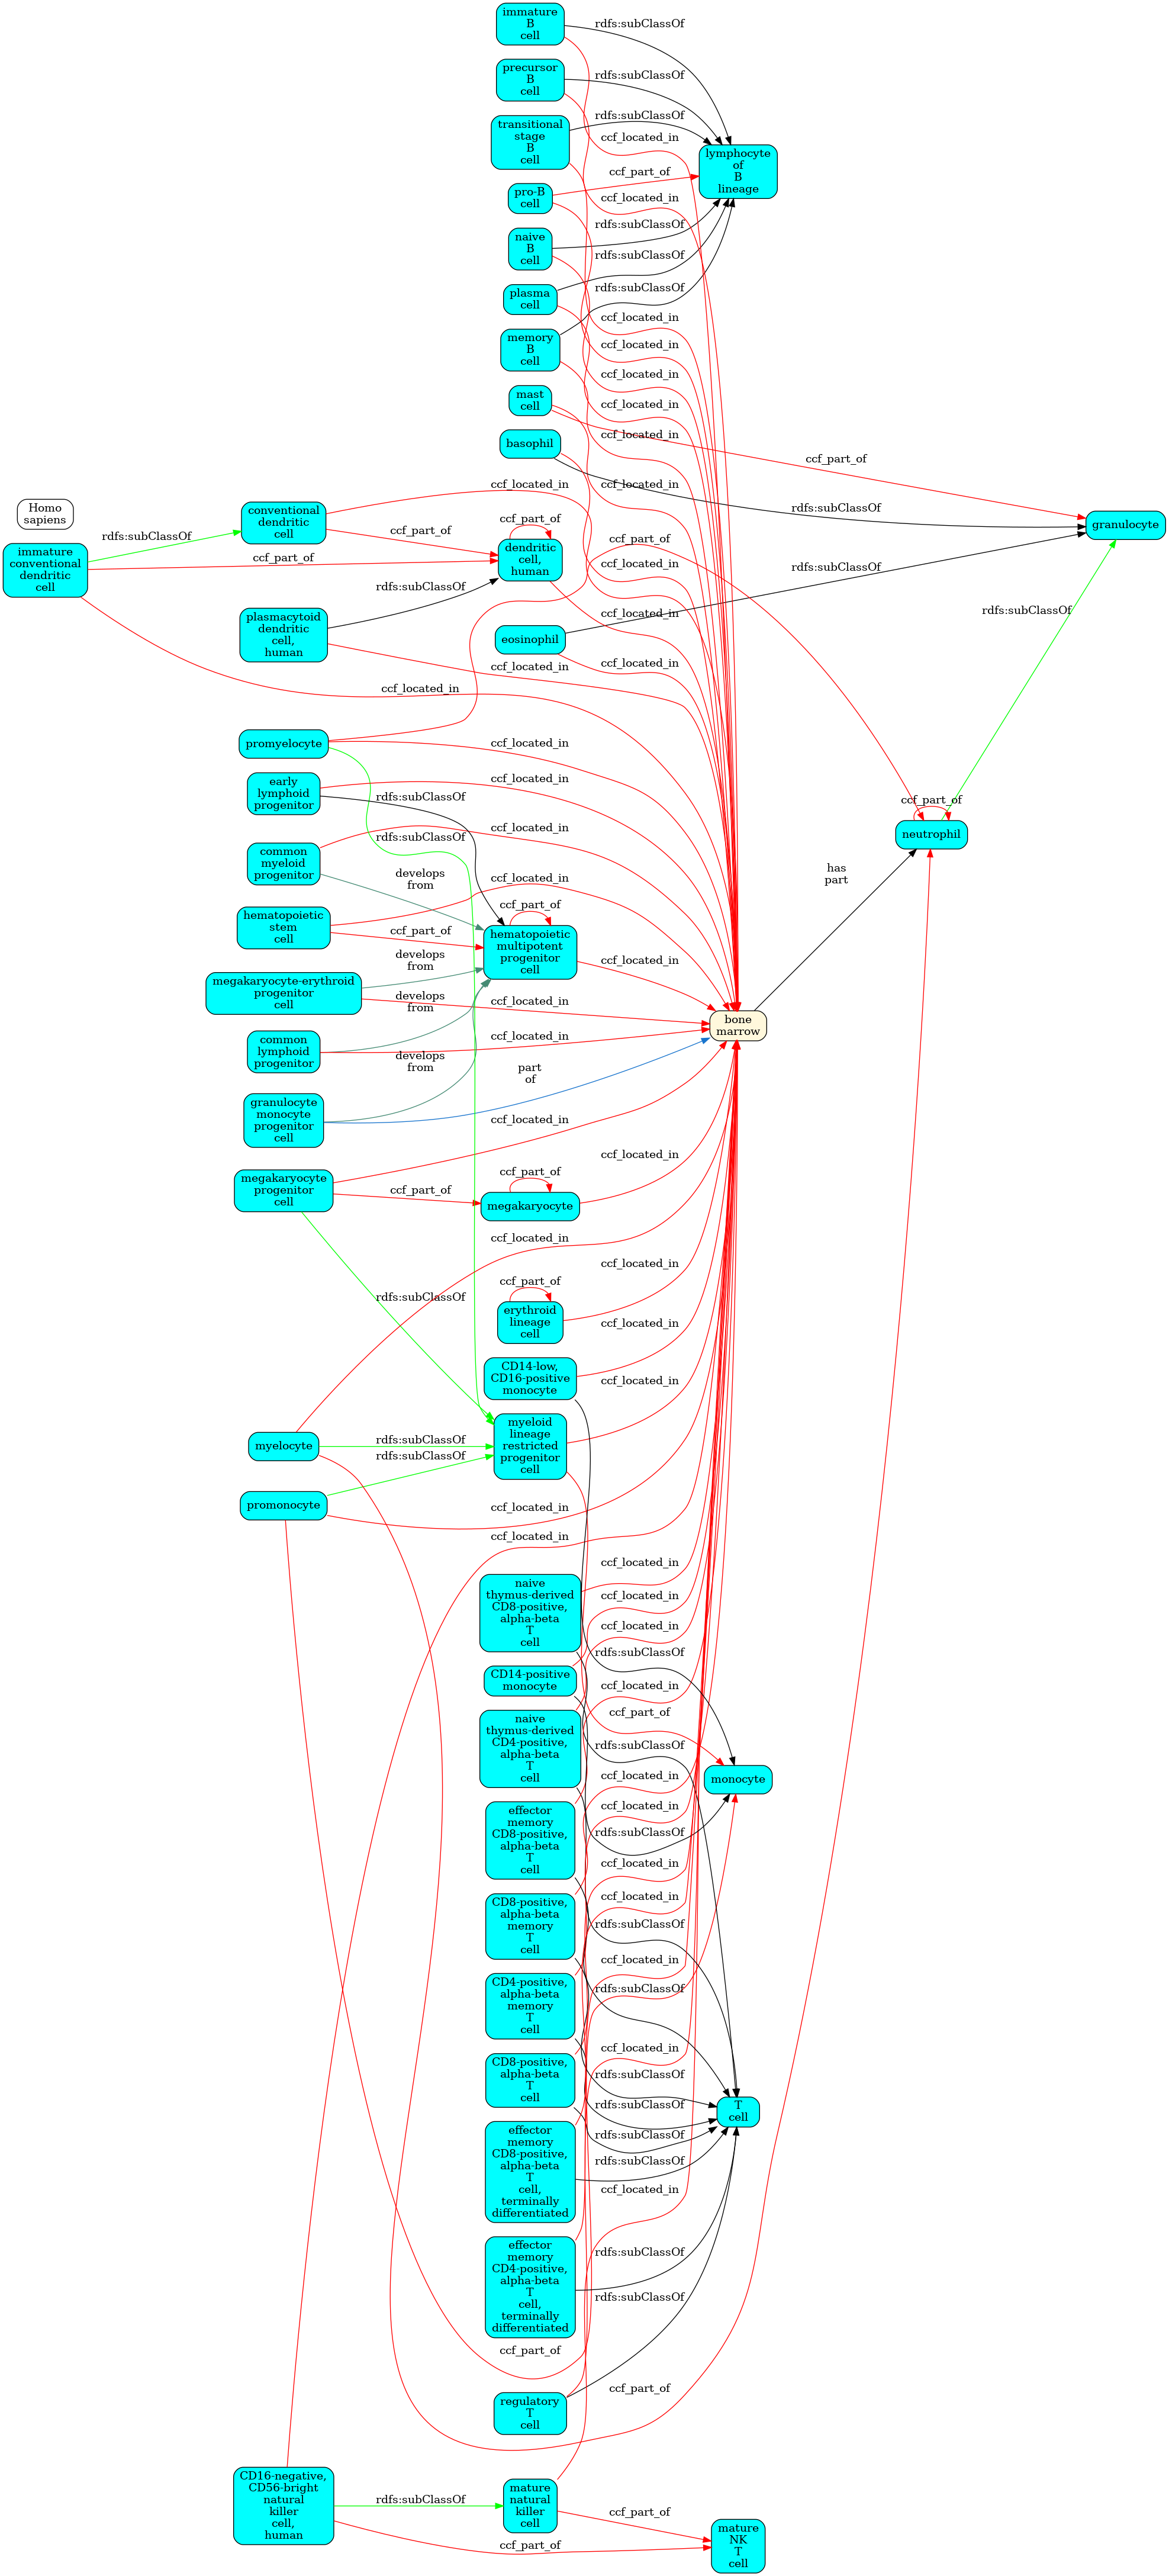 immature
B
cell
rdfs:subClassOf
precursor
B
cell
rdfs:subClassOf
transitional
stage
B
cell
rdfs:subClassOf
ccf_located_in
lymphocyte
of
B
lineage
pro-B
cell
ccf_part_of
ccf_located_in
naive
B
cell
rdfs:subClassOf
rdfs:subClassOf
plasma
cell
rdfs:subClassOf
ccf_located_in
memory
B
cell
ccf_located_in
ccf_located_in
mast
cell
ccf_located_in
ccf_located_in
basophil
ccf_part_of
ccf_located_in
ccf_located_in
Homo
sapiens
conventional
dendritic
cell
rdfs:subClassOf
granulocyte
rdfs:subClassOf
ccf_part_of
ccf_part_of
ccf_part_of
immature
conventional
dendritic
cell
ccf_part_of
dendritic
cell,
human
ccf_located_in
rdfs:subClassOf
rdfs:subClassOf
plasmacytoid
dendritic
cell,
human
ccf_located_in
rdfs:subClassOf
eosinophil
ccf_located_in
ccf_located_in
ccf_located_in
promyelocyte
ccf_located_in
early
lymphoid
progenitor
ccf_located_in
rdfs:subClassOf
ccf_part_of
neutrophil
common
myeloid
progenitor
ccf_located_in
rdfs:subClassOf
develops
from
ccf_located_in
has
part
hematopoietic
stem
cell
ccf_part_of
ccf_part_of
hematopoietic
multipotent
progenitor
cell
develops
from
ccf_located_in
megakaryocyte-erythroid
progenitor
cell
develops
from
ccf_located_in
bone
marrow
common
lymphoid
progenitor
ccf_located_in
develops
from
part
of
granulocyte
monocyte
progenitor
cell
ccf_located_in
megakaryocyte
progenitor
cell
ccf_part_of
ccf_part_of
megakaryocyte
ccf_located_in
ccf_located_in
ccf_located_in
ccf_part_of
erythroid
lineage
cell
rdfs:subClassOf
ccf_located_in
CD14-low,
CD16-positive
monocyte
ccf_located_in
myelocyte
rdfs:subClassOf
myeloid
lineage
restricted
progenitor
cell
rdfs:subClassOf
promonocyte
ccf_located_in
ccf_located_in
ccf_located_in
naive
thymus-derived
CD8-positive,
alpha-beta
T
cell
ccf_located_in
ccf_located_in
rdfs:subClassOf
CD14-positive
monocyte
ccf_located_in
naive
thymus-derived
CD4-positive,
alpha-beta
T
cell
ccf_part_of
rdfs:subClassOf
ccf_located_in
monocyte
effector
memory
CD8-positive,
alpha-beta
T
cell
ccf_located_in
rdfs:subClassOf
ccf_located_in
CD8-positive,
alpha-beta
memory
T
cell
ccf_located_in
rdfs:subClassOf
ccf_located_in
CD4-positive,
alpha-beta
memory
T
cell
rdfs:subClassOf
ccf_located_in
CD8-positive,
alpha-beta
T
cell
rdfs:subClassOf
rdfs:subClassOf
T
cell
rdfs:subClassOf
effector
memory
CD8-positive,
alpha-beta
T
cell,
terminally
differentiated
rdfs:subClassOf
ccf_located_in
effector
memory
CD4-positive,
alpha-beta
T
cell,
terminally
differentiated
rdfs:subClassOf
rdfs:subClassOf
ccf_part_of
ccf_part_of
regulatory
T
cell
CD16-negative,
CD56-bright
natural
killer
cell,
human
rdfs:subClassOf
mature
natural
killer
cell
ccf_part_of
ccf_part_of
mature
NK
T
cell